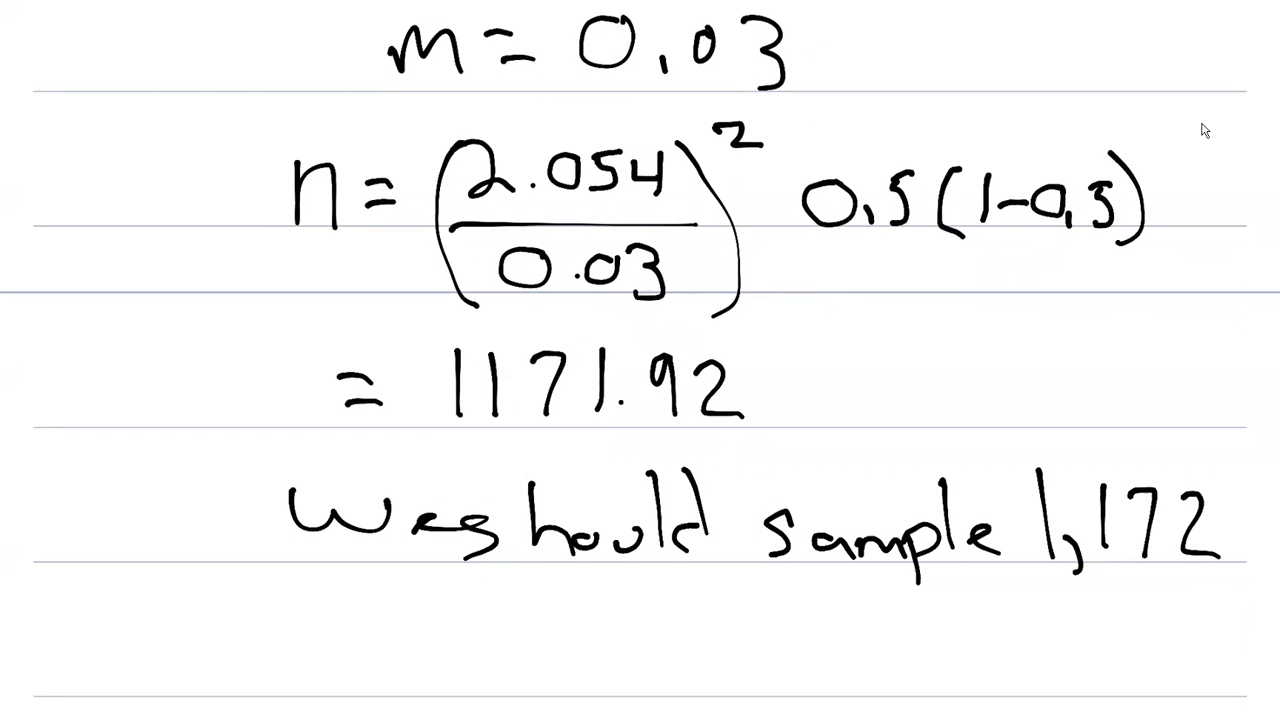 m = 0.03
n = (2.054/0.03)² 0.5(1-0.5)
= 1171.92
We should sample 1,172